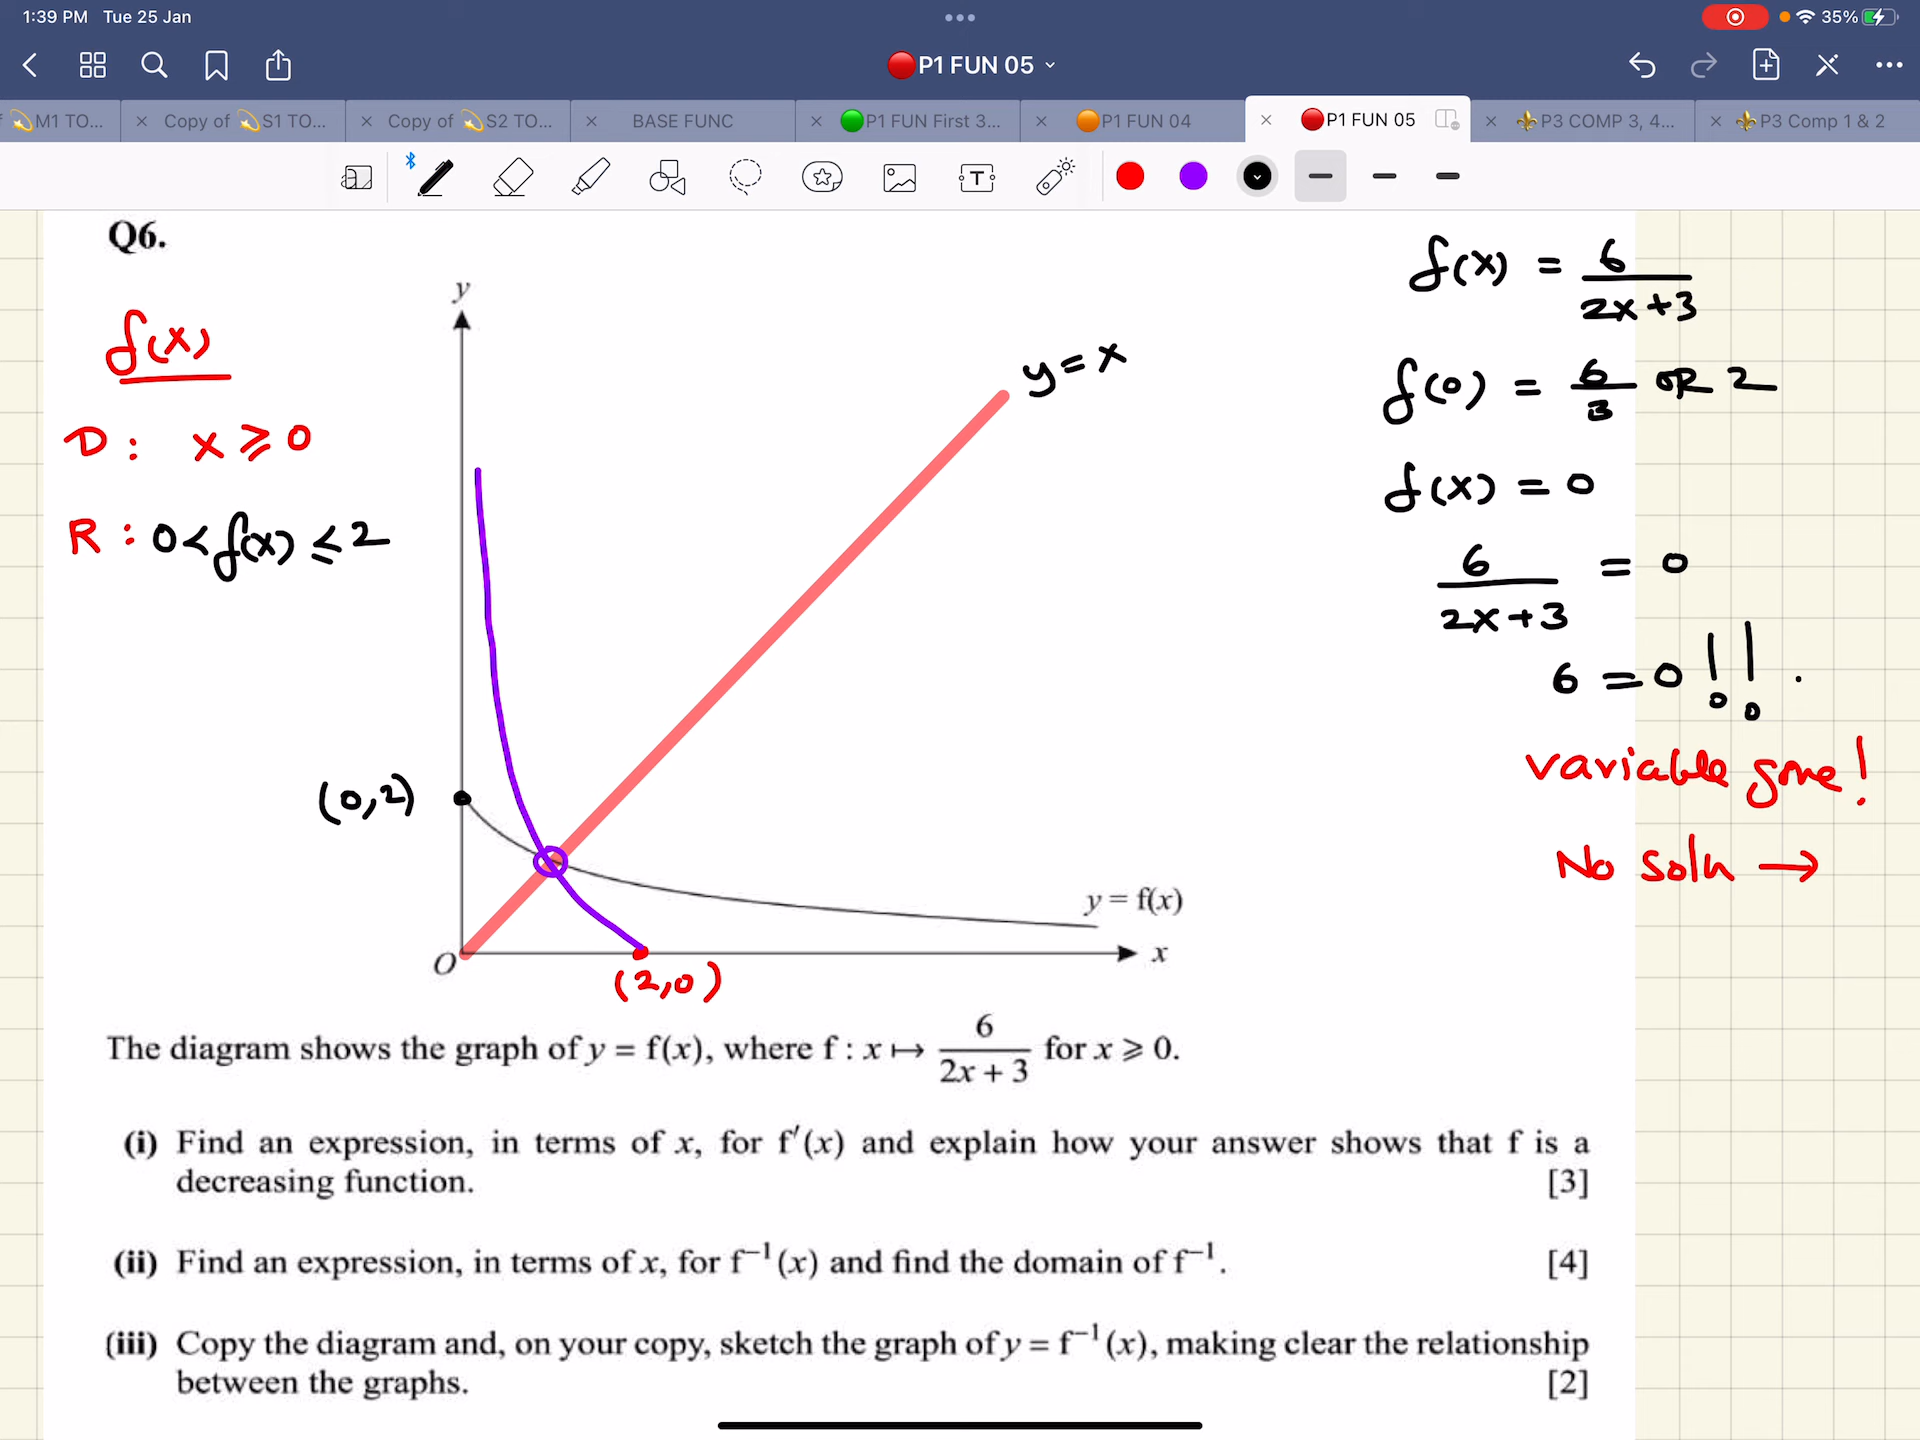 1:39 PM Tue 25 Jan
35%
P1 FUN 05
M1 TO...
Copy of S1 TO...
Copy of S2 TO...
BASE FUNC
P1 FUN First 3...
P1 FUN 04
P1 FUN 05
P3 COMP 3, 4...
P3 Comp 1 & 2
Q6.
f(x)
D: x ⩾ 0
R: 0 < f(x) ⩽ 2
y
y = x
(0,2)
y = f(x)
O
x
(2,0)
f(x) = 6/(2x+3)
f(0) = 6/3 OR 2
f(x) = 0
6/(2x+3) = 0
6 = 0 !! .
variable gone!
No soln →
The diagram shows the graph of y = f(x), where f : x ↦ 6/(2x + 3) for x ⩾ 0.
(i) Find an expression, in terms of x, for f′(x) and explain how your answer shows that f is a
decreasing function. [3]
(ii) Find an expression, in terms of x, for f⁻¹(x) and find the domain of f⁻¹. [4]
(iii) Copy the diagram and, on your copy, sketch the graph of y = f⁻¹(x), making clear the relationship
between the graphs. [2]